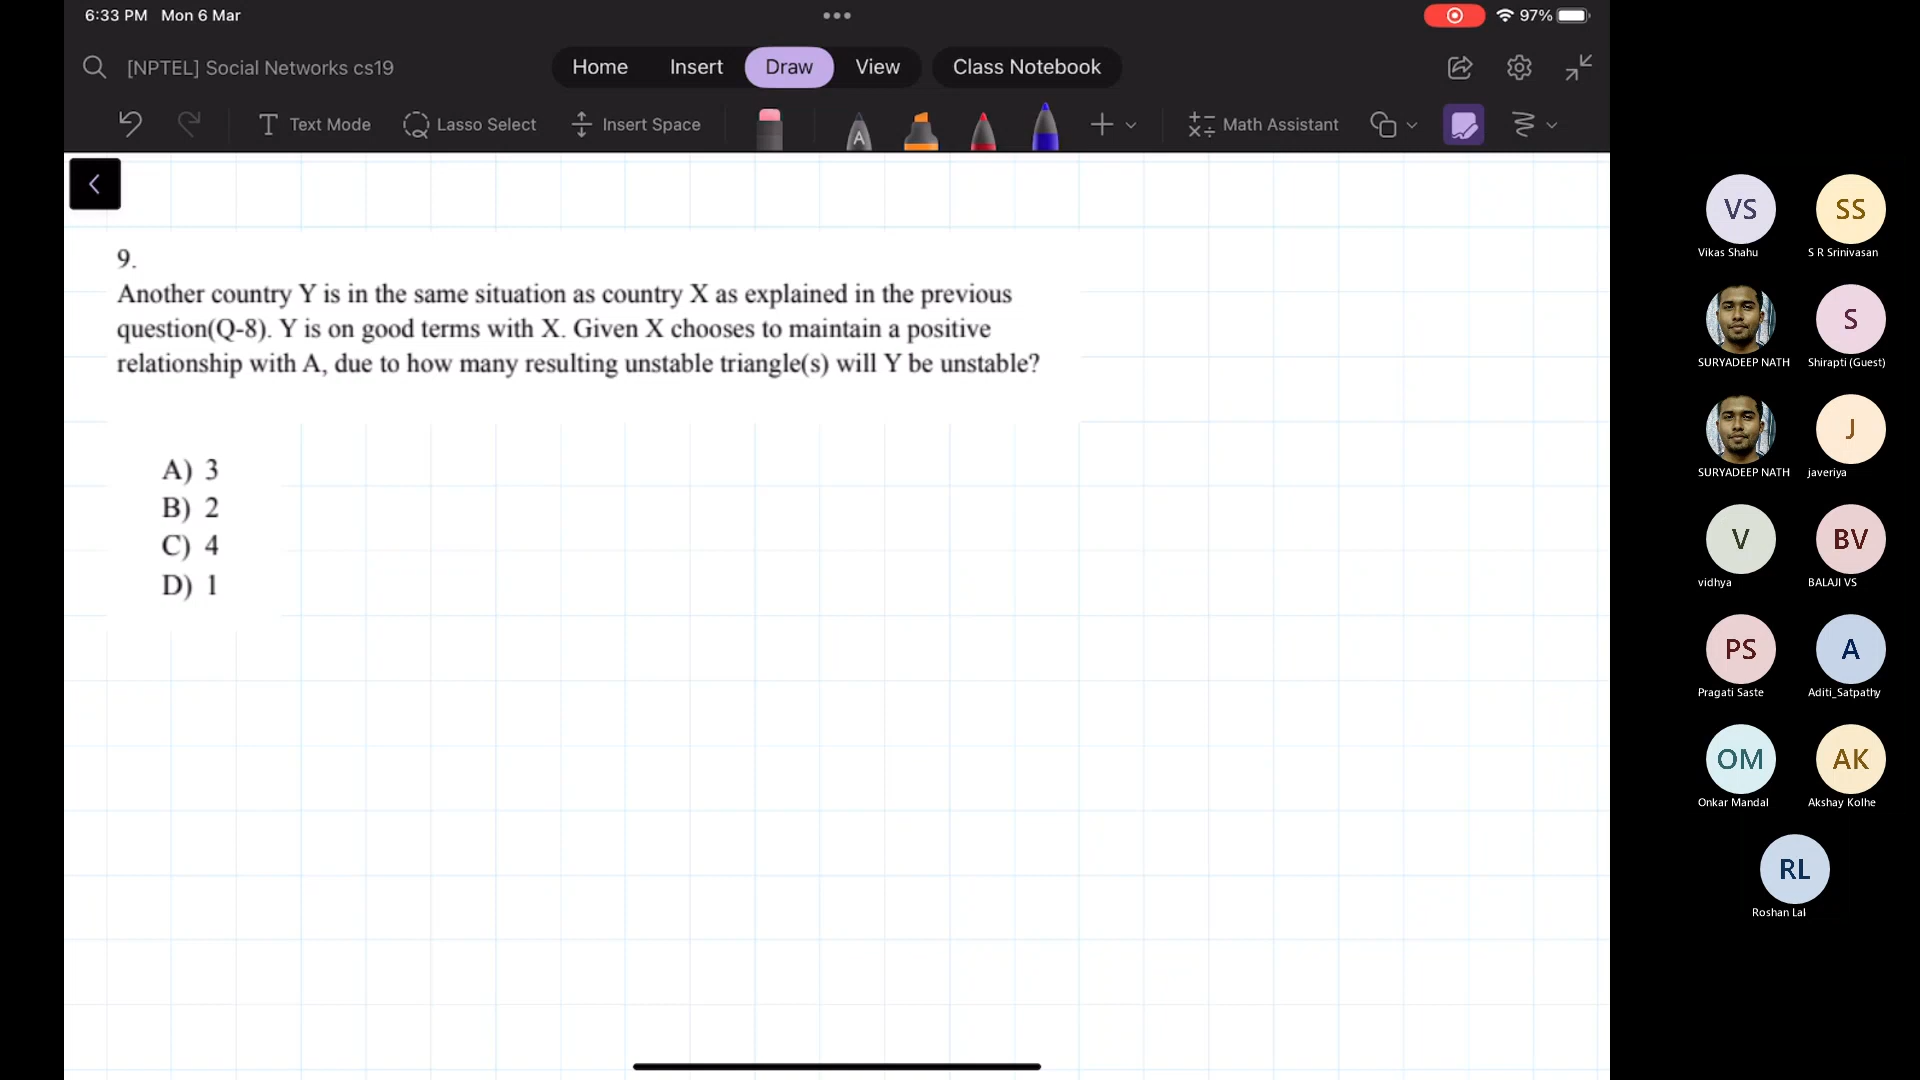 6:33 PM Mon 6 Mar
97%
[NPTEL] Social Networks cs19
Home Insert Draw View Class Notebook
Text Mode Lasso Select Insert Space A Math Assistant
9.
Another country Y is in the same situation as country X as explained in the previous
question(Q-8). Y is on good terms with X. Given X chooses to maintain a positive
relationship with A, due to how many resulting unstable triangle(s) will Y be unstable?
A) 3
B) 2
C) 4
D) 1
VS SS
Vikas Shahu S R Srinivasan
S
SURYADEEP NATH Shirapti (Guest)
J
SURYADEEP NATH javeriya
V BV
vidhya BALAJI VS
PS A
Pragati Saste Aditi_Satpathy
OM AK
Onkar Mandal Akshay Kolhe
RL
Roshan Lal